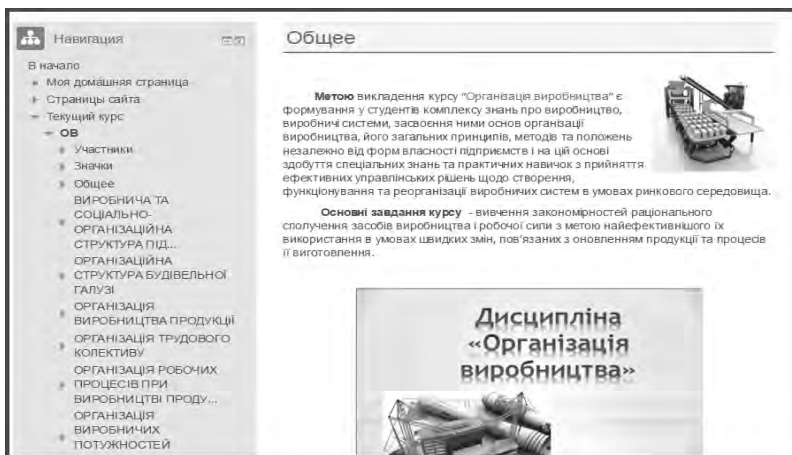 Навигация
В начало
Моя домашняя страница
Страницы сайта
Текущий курс
ОВ
Участники
Значки
Общее
ВИРОБНИЧА ТА
СОЦІАЛЬНО-
ОРГАНІЗАЦІЙНА
СТРУКТУРА ПІД...
ОРГАНІЗАЦІЙНА
СТРУКТУРА БУДІВЕЛЬНОЇ
ГАЛУЗІ
ОРГАНІЗАЦІЯ
ВИРОБНИЦТВА ПРОДУКЦІЇ
ОРГАНІЗАЦІЯ ТРУДОВОГО
КОЛЕКТИВУ
ОРГАНІЗАЦІЯ РОБОЧИХ
ПРОЦЕСІВ ПРИ
ВИРОБНИЦТВІ ПРОДУ...
ОРГАНІЗАЦІЯ
ВИРОБНИЧИХ
ПОТУЖНОСТЕЙ
Общее
Метою викладення курсу "Організація виробництва" є
формування у студентів комплексу знань про виробництво,
виробничі системи, засвоєння ними основ організації
виробництва, його загальних принципів, методів та положень
незалежно від форм власності підприємств і на цій основі
здобуття спеціальних знань та практичних навичок з прийняття
ефективних управлінських рішень щодо створення,
функціонування та реорганізації виробничих систем в умовах ринкового середовища.
Основні завдання курсу - вивчення закономірностей раціонального
сполучення засобів виробництва і робочої сили з метою найефективнішого їх
використання в умовах швидких змін, пов'язаних з оновленням продукції та процесів
її виготовлення.
Дисципліна
«Організація
виробництва»